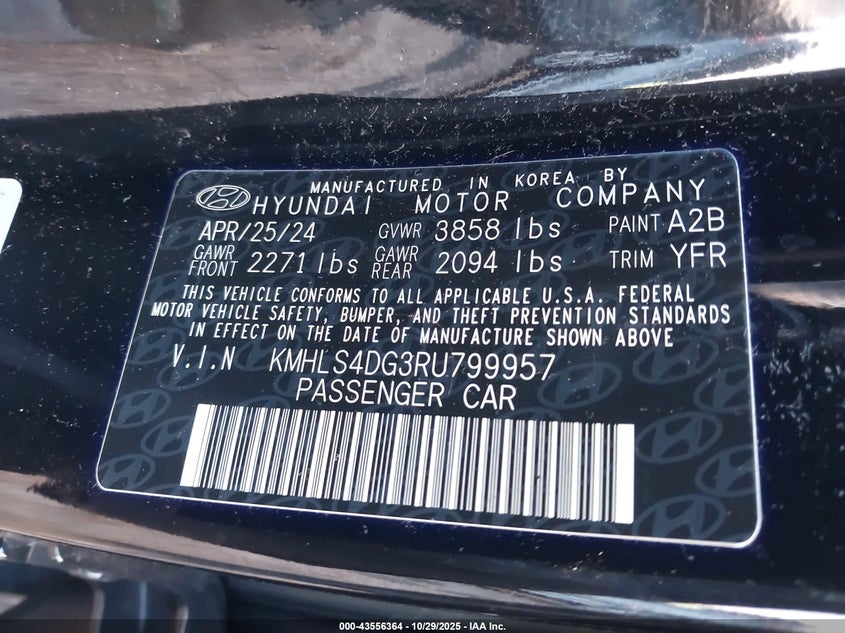 MANUFACTURED IN KOREA BY
HYUNDAI MOTOR COMPANY
APR/25/24 GVWR 3858 lbs PAINT A2B
GAWR FRONT 2271 lbs GAWR REAR 2094 lbs TRIM YFR
THIS VEHICLE CONFORMS TO ALL APPLICABLE U.S.A. FEDERAL
MOTOR VEHICLE SAFETY, BUMPER, AND THEFT PREVENTION STANDARDS
IN EFFECT ON THE DATE OF MANUFACTURE SHOWN ABOVE
V.I.N KMHLS4DG3RU799957
PASSENGER CAR
000-43556364 - 10/29/2025 - IAA Inc.